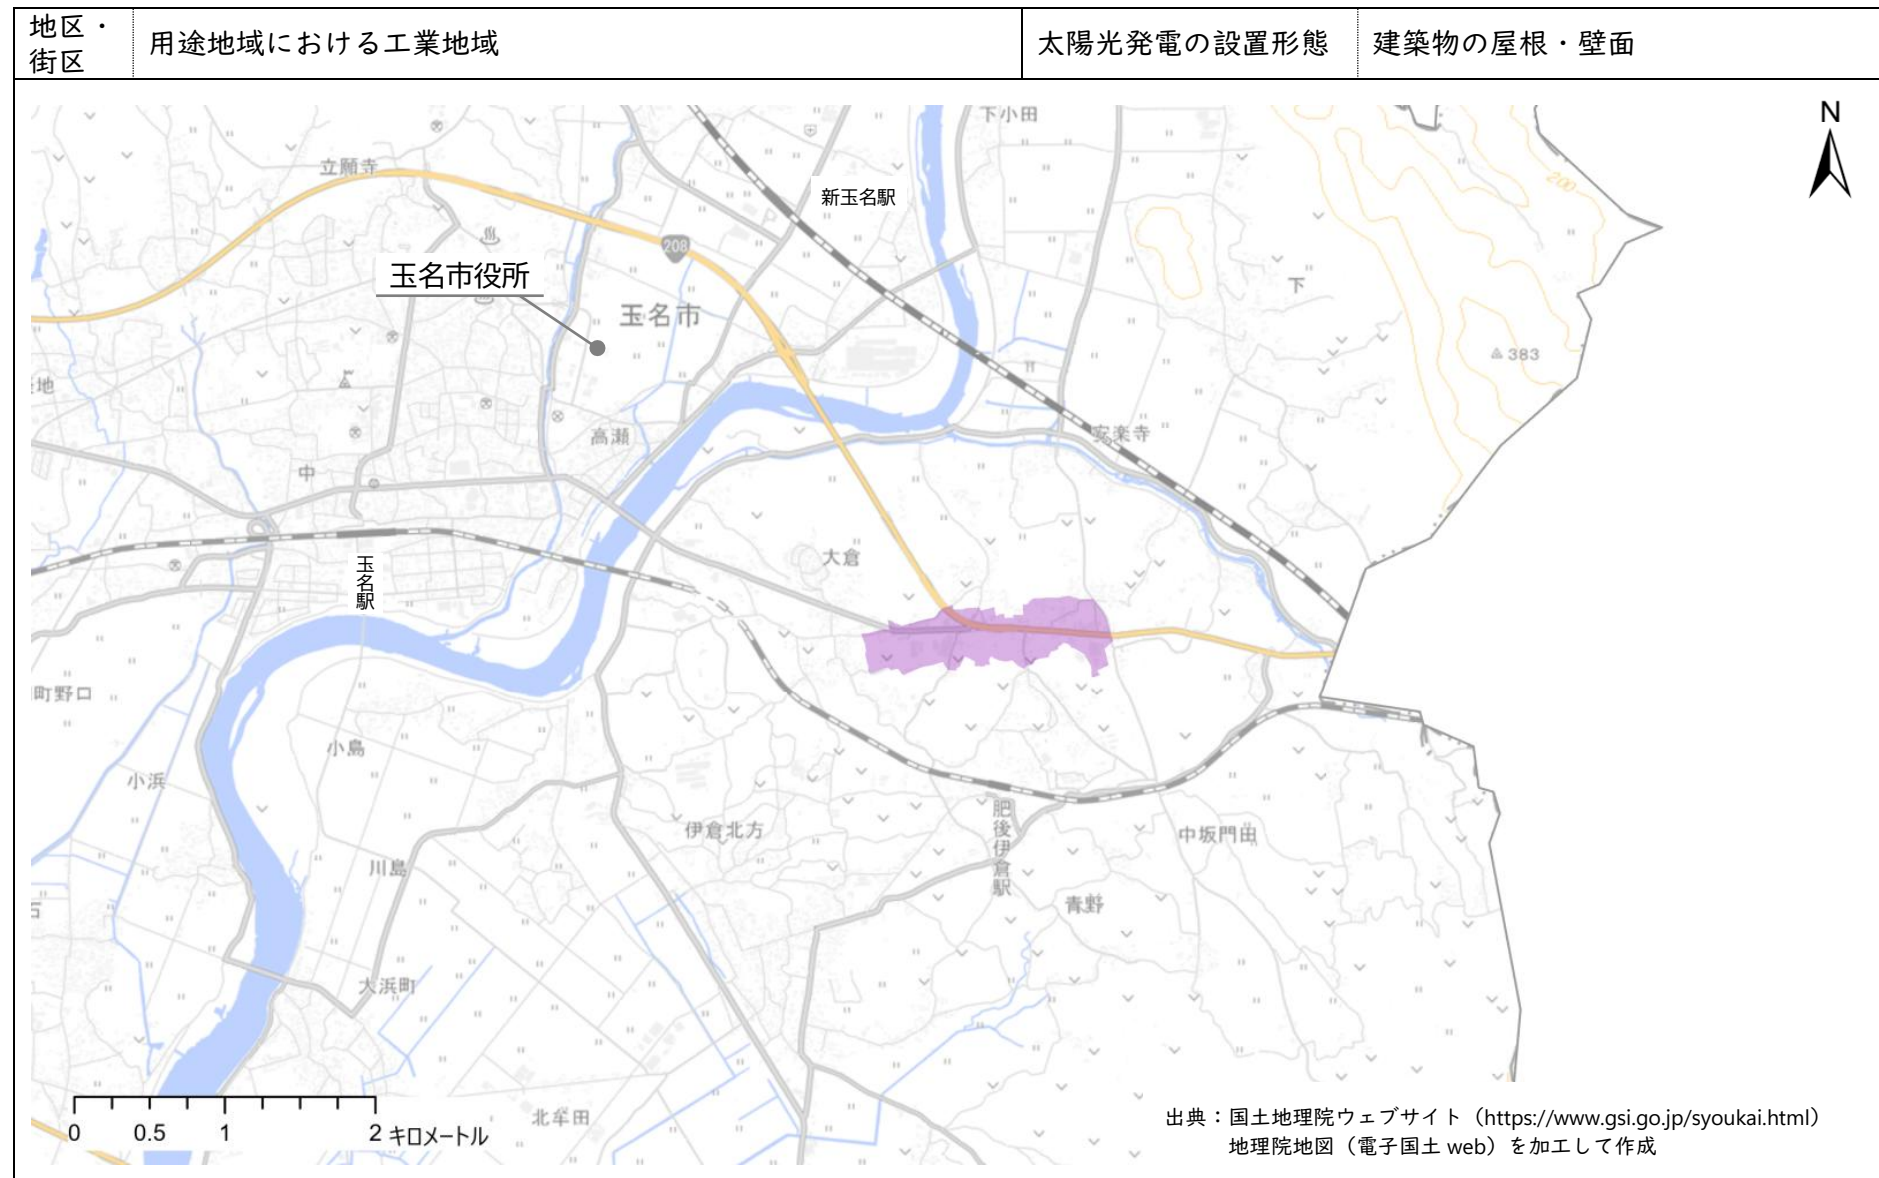 地区・
街区
用途地域における工業地域
太陽光発電の設置形態
建築物の屋根・壁面
N
下小田
立願寺
新玉名駅
200
208
玉名市役所
玉名市
下
383
地
高瀬
安楽寺
中
大倉
玉名駅
町野口
小島
小浜
伊倉北方
肥後伊倉駅
中坂門田
川島
青野
大浜町
北牟田
0 0.5 1 2 キロメートル
出典：国土地理院ウェブサイト（https://www.gsi.go.jp/syoukai.html）
地理院地図（電子国土 web）を加工して作成